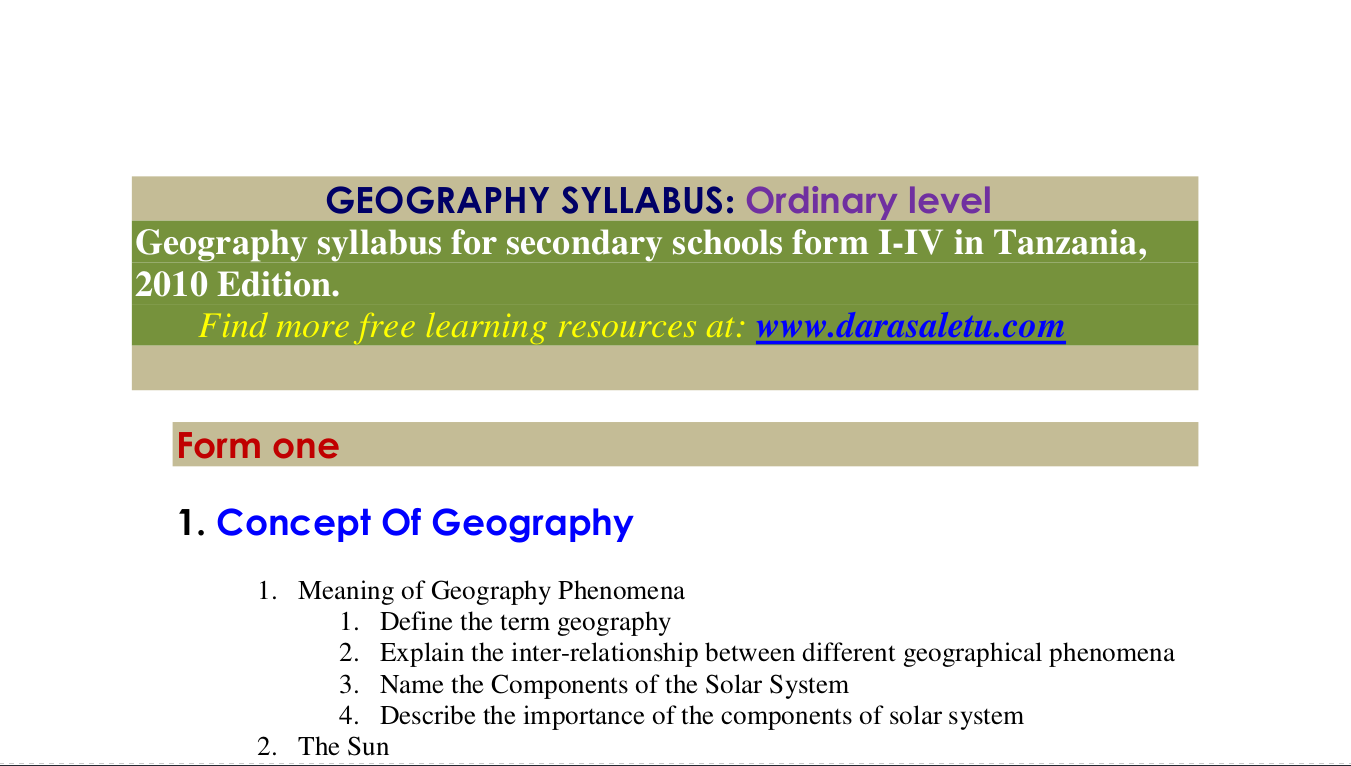 GEOGRAPHY SYLLABUS: Ordinary level
Geography syllabus for secondary schools form I-IV in Tanzania,
2010 Edition.
Find more free learning resources at: www.darasaletu.com
Form one
1. Concept Of Geography
1. Meaning of Geography Phenomena
1. Define the term geography
2. Explain the inter-relationship between different geographical phenomena
3. Name the Components of the Solar System
4. Describe the importance of the components of solar system
2. The Sun